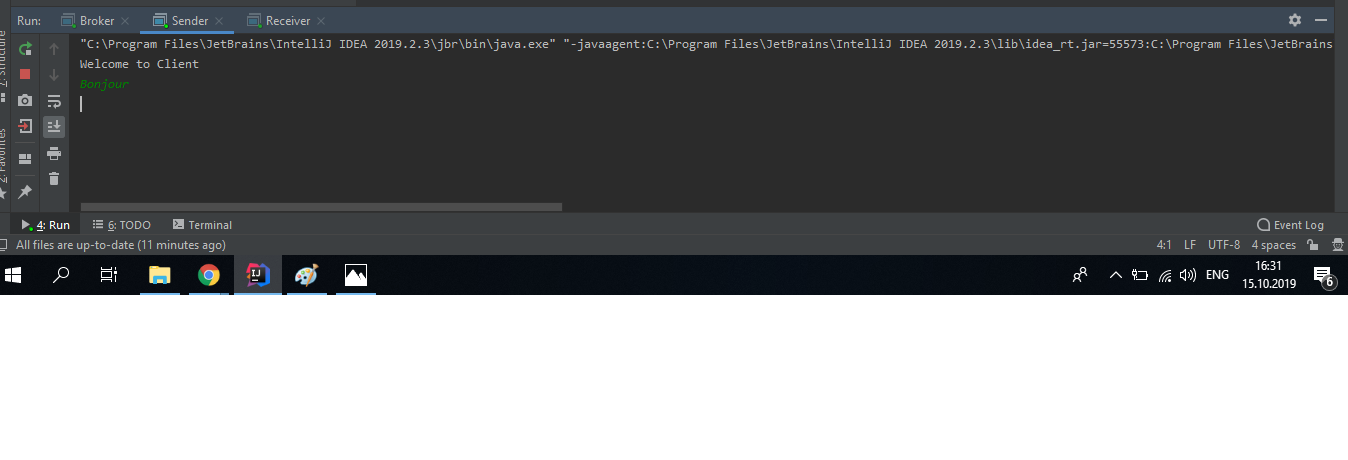 Run: Broker Sender Receiver
"C:\Program Files\JetBrains\IntelliJ IDEA 2019.2.3\jbr\bin\java.exe" "-javaagent:C:\Program Files\JetBrains\IntelliJ IDEA 2019.2.3\lib\idea_rt.jar=55573:C:\Program Files\JetBrains
Welcome to Client
Bonjour
Z: Structure
2: Favorites
4: Run 6: TODO Terminal Event Log
All files are up-to-date (11 minutes ago) 4:1 LF UTF-8 4 spaces
IJ ENG 16:31
15.10.2019 6